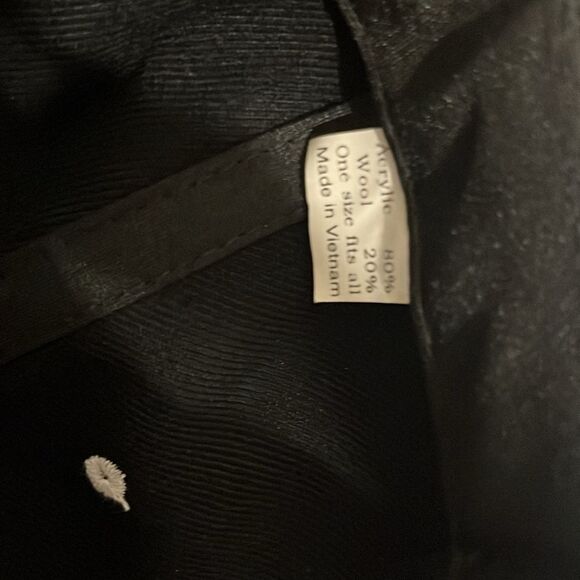 Acrylic 80%
Wool 20%
One size fits all
Made in Vietnam